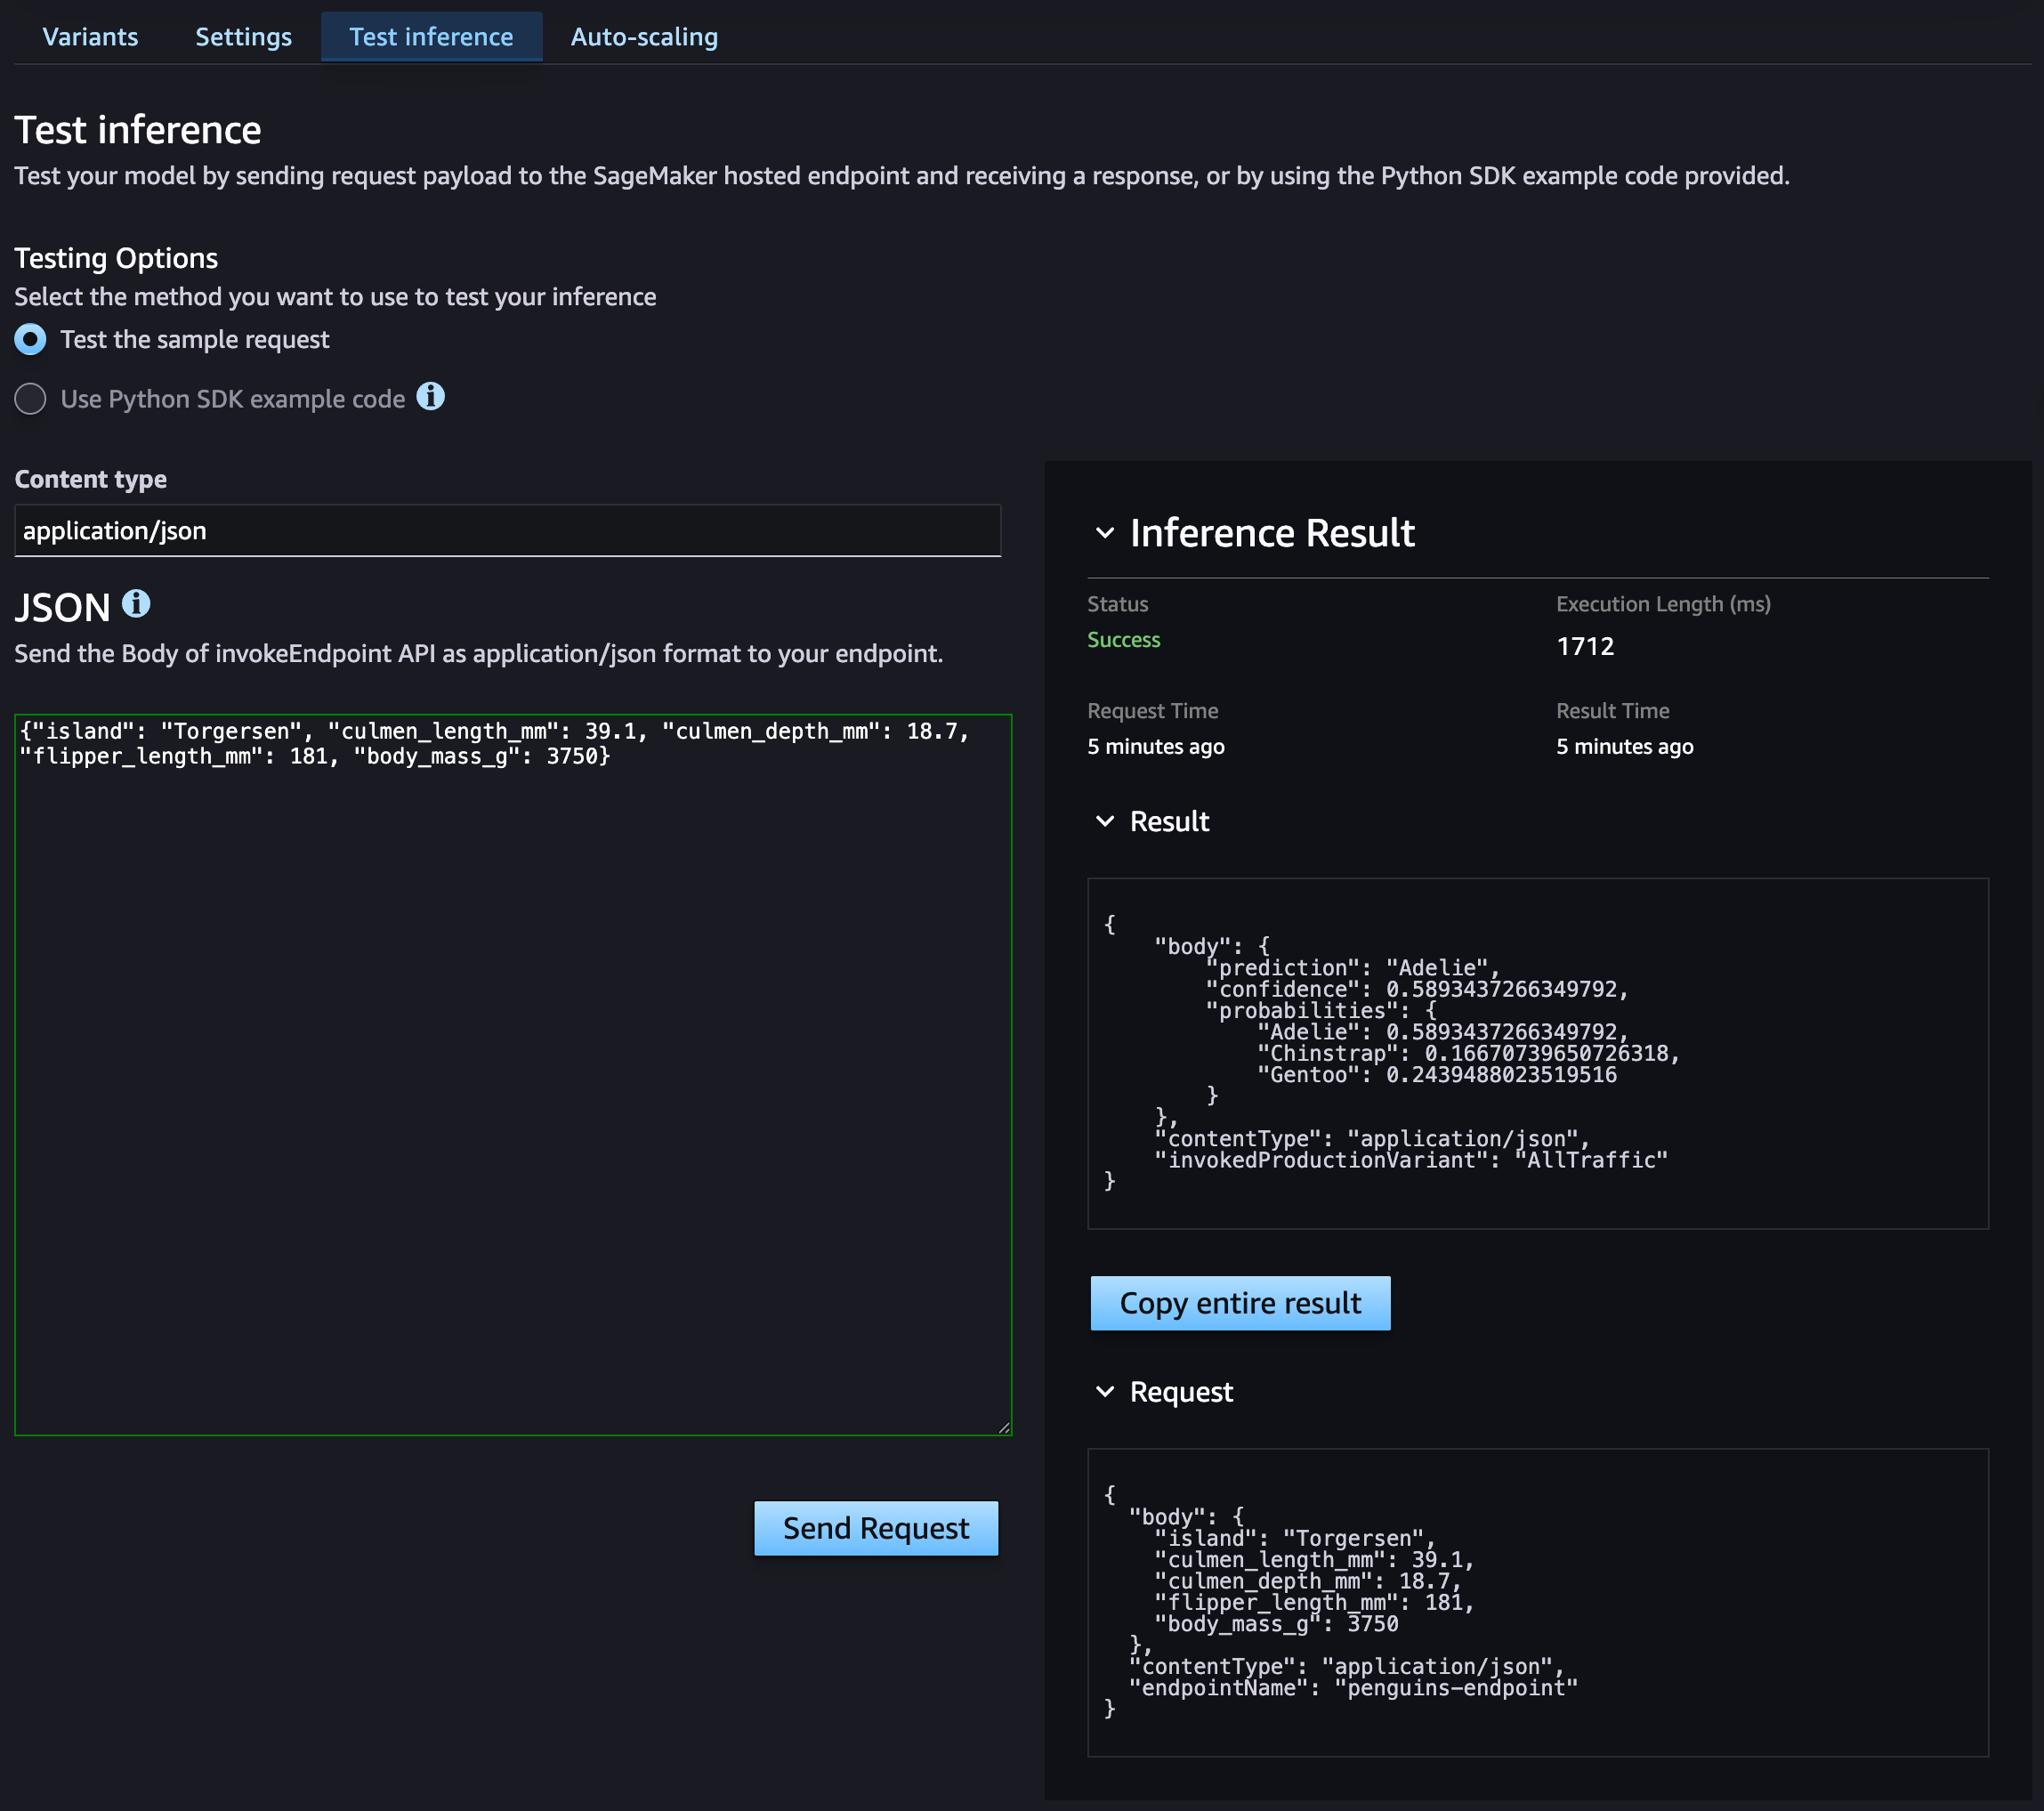 Variants Settings Test inference Auto-scaling
Test inference
Test your model by sending request payload to the SageMaker hosted endpoint and receiving a response, or by using the Python SDK example code provided.
Testing Options
Select the method you want to use to test your inference
Test the sample request
Use Python SDK example code
Content type
application/json
JSON
Send the Body of invokeEndpoint API as application/json format to your endpoint.
{"island": "Torgersen", "culmen_length_mm": 39.1, "culmen_depth_mm": 18.7,
"flipper_length_mm": 181, "body_mass_g": 3750}
Send Request
Inference Result
Status Execution Length (ms)
Success 1712
Request Time Result Time
5 minutes ago 5 minutes ago
Result
{
    "body": {
        "prediction": "Adelie",
        "confidence": 0.5893437266349792,
        "probabilities": {
            "Adelie": 0.5893437266349792,
            "Chinstrap": 0.16670739650726318,
            "Gentoo": 0.2439488023519516
        }
    },
    "contentType": "application/json",
    "invokedProductionVariant": "AllTraffic"
}
Copy entire result
Request
{
  "body": {
    "island": "Torgersen",
    "culmen_length_mm": 39.1,
    "culmen_depth_mm": 18.7,
    "flipper_length_mm": 181,
    "body_mass_g": 3750
  },
  "contentType": "application/json",
  "endpointName": "penguins-endpoint"
}